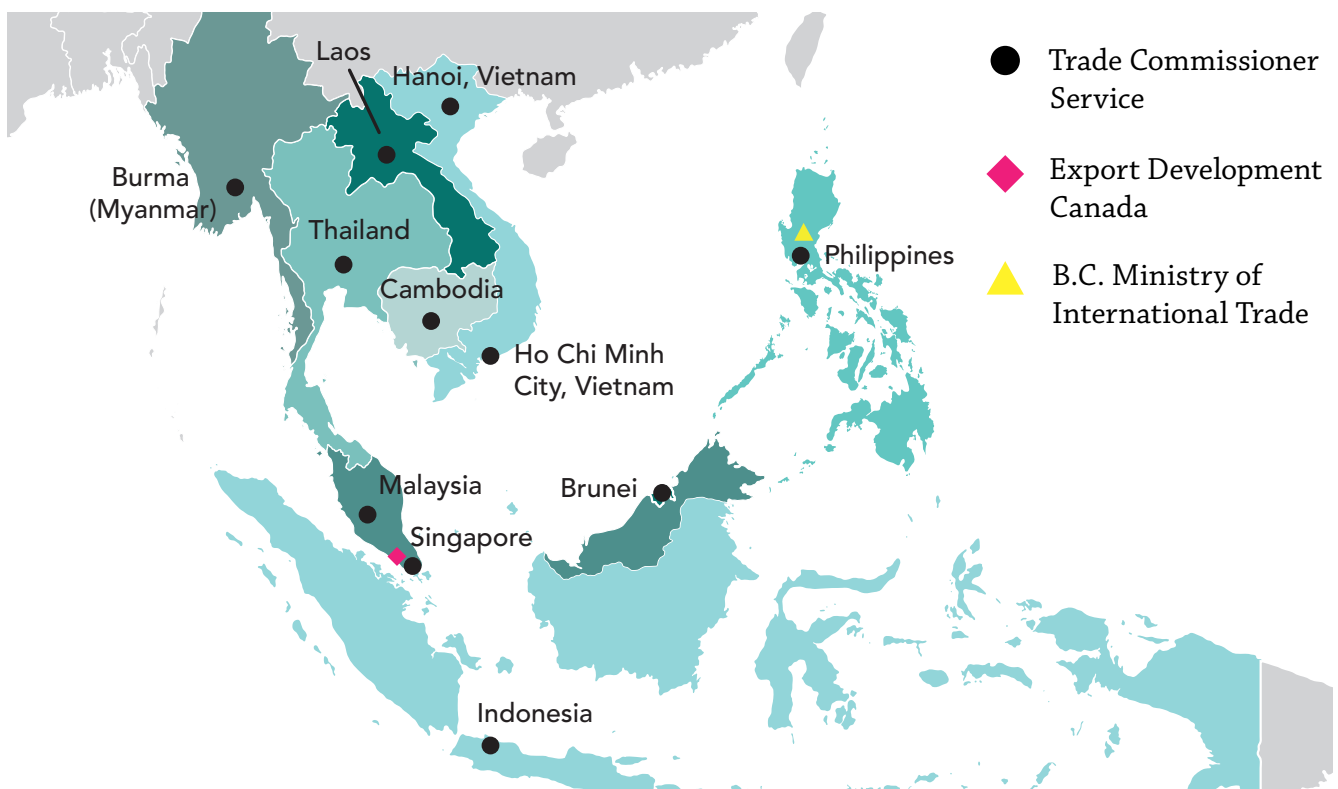 Laos
Hanoi, Vietnam
Burma
(Myanmar)
Thailand
Cambodia
Ho Chi Minh
City, Vietnam
Philippines
Malaysia
Singapore
Brunei
Indonesia
Trade Commissioner
Service
Export Development
Canada
B.C. Ministry of
International Trade